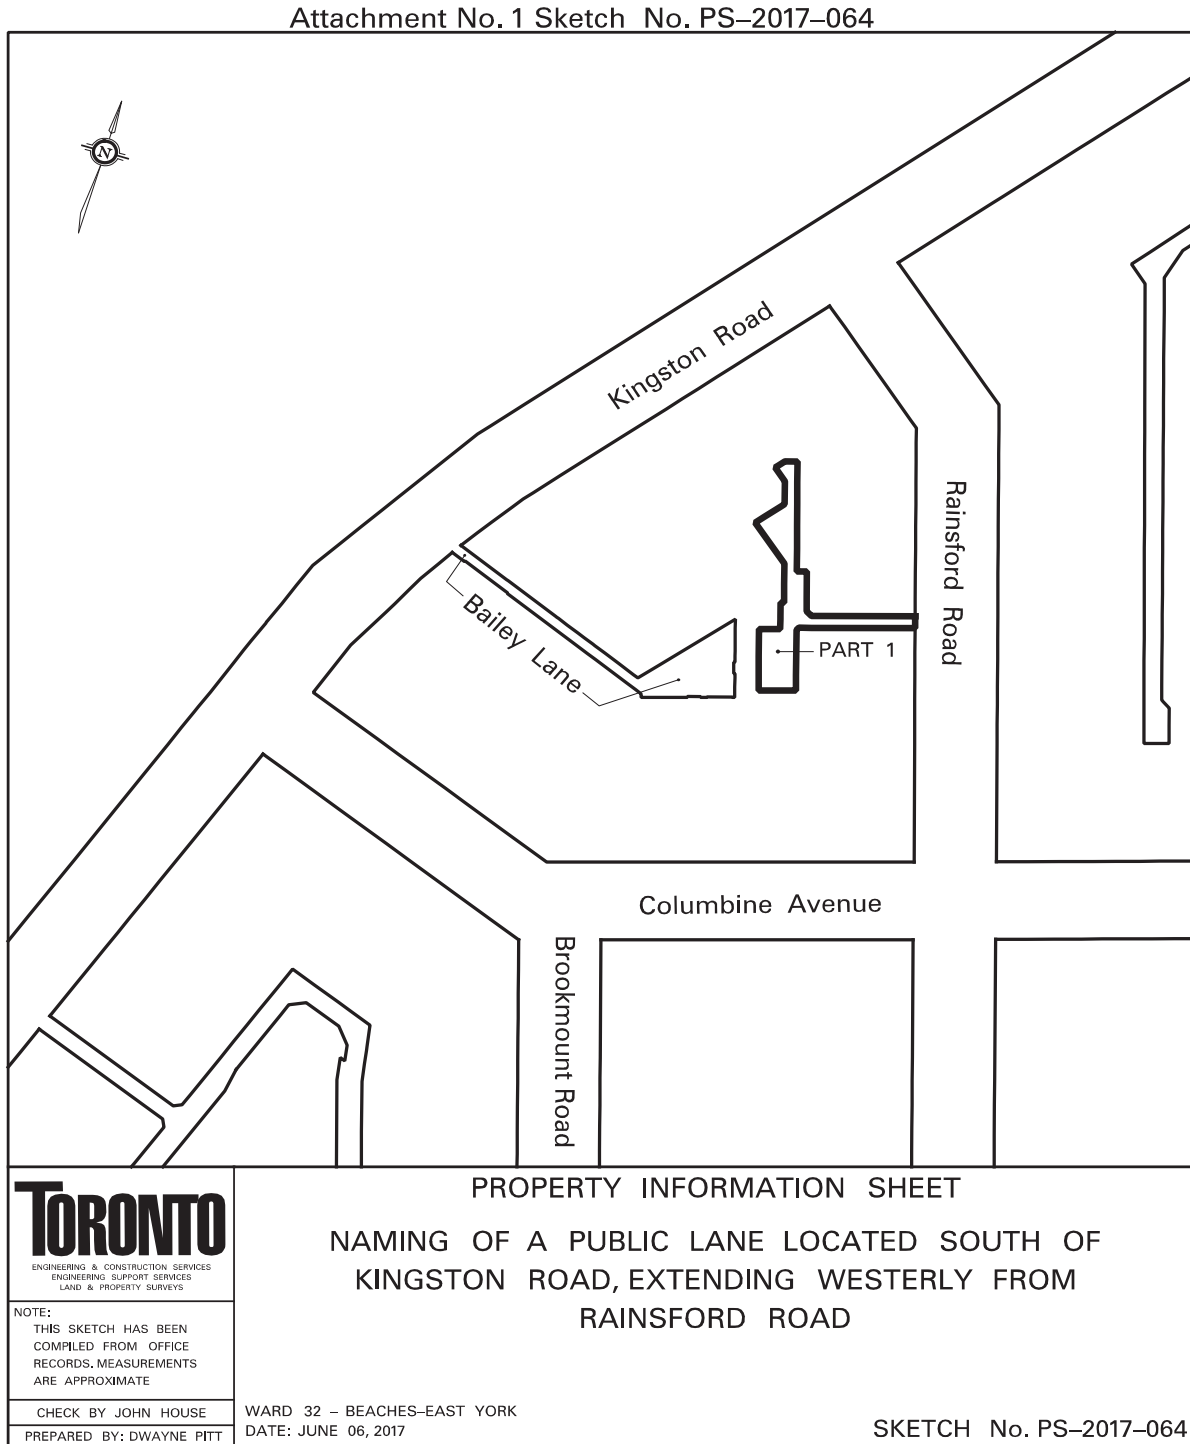 Attachment No. 1 Sketch No. PS–2017–064
N
Kingston Road
Rainsford Road
Bailey Lane
PART 1
Columbine Avenue
Brookmount Road
TORONTO
ENGINEERING & CONSTRUCTION SERVICES
ENGINEERING SUPPORT SERVICES
LAND & PROPERTY SURVEYS
NOTE:
THIS SKETCH HAS BEEN
COMPILED FROM OFFICE
RECORDS. MEASUREMENTS
ARE APPROXIMATE
CHECK BY JOHN HOUSE
PREPARED BY: DWAYNE PITT
PROPERTY INFORMATION SHEET
NAMING OF A PUBLIC LANE LOCATED SOUTH OF
KINGSTON ROAD, EXTENDING WESTERLY FROM
RAINSFORD ROAD
WARD 32 – BEACHES–EAST YORK
DATE: JUNE 06, 2017
SKETCH No. PS–2017–064